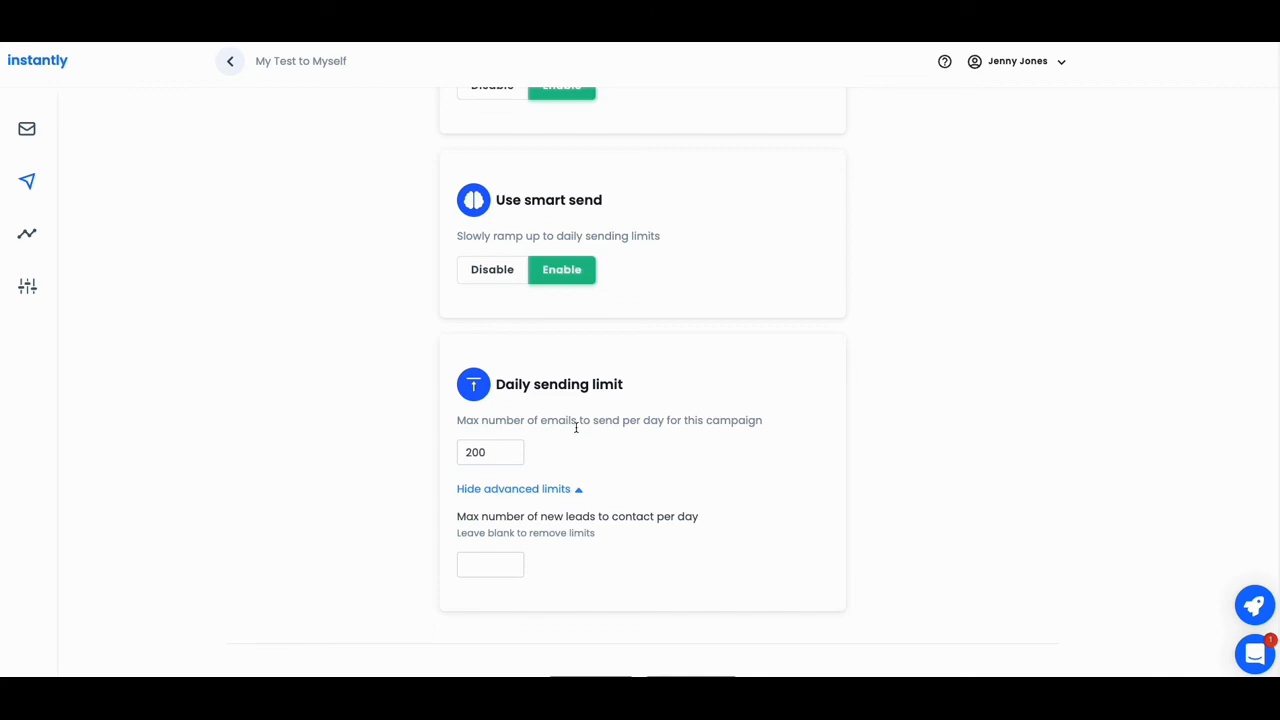 instantly
My Test to Myself
Jenny Jones
Disable Enable
Use smart send
Slowly ramp up to daily sending limits
Disable Enable
Daily sending limit
Max number of emails to send per day for this campaign
200
Hide advanced limits
Max number of new leads to contact per day
Leave blank to remove limits
1